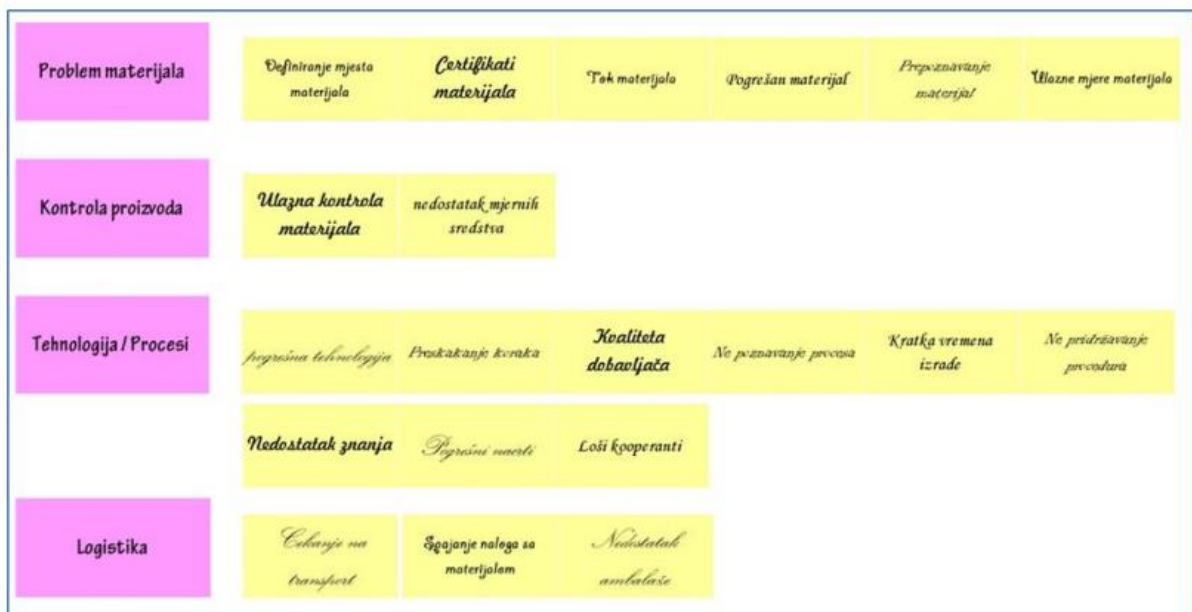 Problem materijala
Definiranje mjesta
materijala
Certifikati
materijala
Tok materijala
Pogrešan materijal
Prepoznavanje
materijal
Ulazne mjere materijala
Kontrola proizvoda
Ulazna kontrola
materijala
nedostatak mjernih
sredstva
Tehnologija / Procesi
pogrešna tehnologija
Preskakanje koraka
Kvaliteta
dobavljača
Ne poznavanje procesa
Kratka vremena
izrade
Ne pridržavanje
procedura
Nedostatak znanja
Pogrešni nacrti
Loši kooperanti
Logistika
Čekanje na
transport
Spajanje naloga sa
materijalom
Nedostatak
ambalaže